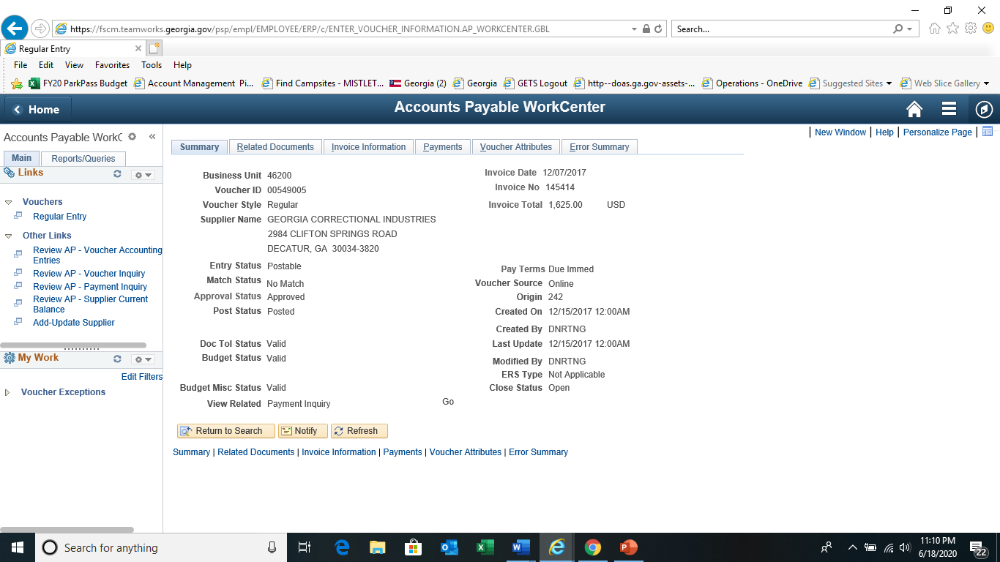 https://fscm.teamworks.georgia.gov/psp/empl/EMPLOYEE/ERP/c/ENTER_VOUCHER_INFORMATION.AP_WORKCENTER.GBL
Search...
Regular Entry
File Edit View Favorites Tools Help
FY20 ParkPass Budget Account Management Pi... Find Campsites - MISTLET... Georgia (2) Georgia GETS Logout http--doas.ga.gov-assets-... Operations - OneDrive Suggested Sites Web Slice Gallery
Home
Accounts Payable WorkCenter
New Window | Help | Personalize Page |
Accounts Payable WorkC
Main Reports/Queries
Links
Vouchers
Regular Entry
Other Links
Review AP - Voucher Accounting
Entries
Review AP - Voucher Inquiry
Review AP - Payment Inquiry
Review AP - Supplier Current
Balance
Add-Update Supplier
My Work
Edit Filters
Voucher Exceptions
Summary Related Documents Invoice Information Payments Voucher Attributes Error Summary
Business Unit 46200
Invoice Date 12/07/2017
Voucher ID 00549005
Invoice No 145414
Voucher Style Regular
Invoice Total 1,625.00 USD
Supplier Name GEORGIA CORRECTIONAL INDUSTRIES
2984 CLIFTON SPRINGS ROAD
DECATUR, GA 30034-3820
Entry Status Postable
Pay Terms Due Immed
Match Status No Match
Voucher Source Online
Approval Status Approved
Origin 242
Post Status Posted
Created On 12/15/2017 12:00AM
Created By DNRTNG
Doc Tol Status Valid
Last Update 12/15/2017 12:00AM
Budget Status Valid
Modified By DNRTNG
ERS Type Not Applicable
Budget Misc Status Valid
Close Status Open
View Related Payment Inquiry Go
Return to Search Notify Refresh
Summary | Related Documents | Invoice Information | Payments | Voucher Attributes | Error Summary
Search for anything
11:10 PM
6/18/2020
22